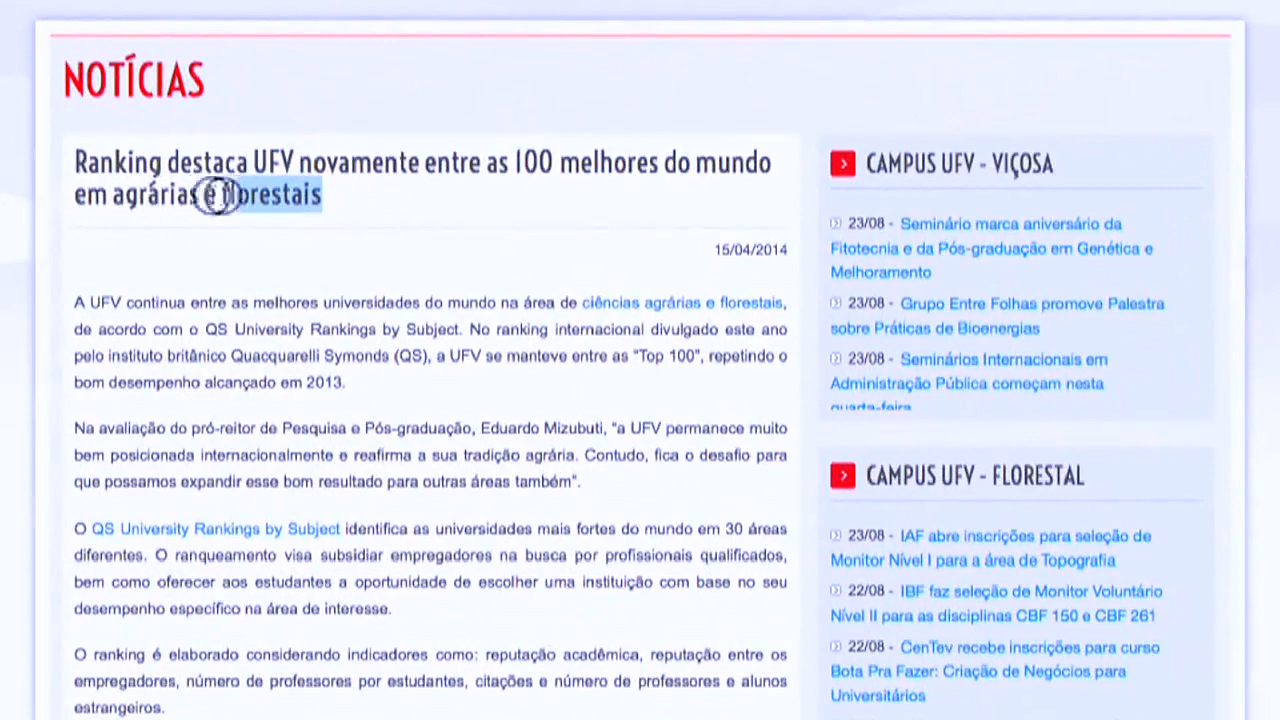 NOTÍCIAS
Ranking destaca UFV novamente entre as 100 melhores do mundo
em agrárias e florestais
15/04/2014
A UFV continua entre as melhores universidades do mundo na área de ciências agrárias e florestais,
de acordo com o QS University Rankings by Subject. No ranking internacional divulgado este ano
pelo instituto britânico Quacquarelli Symonds (QS), a UFV se manteve entre as "Top 100", repetindo o
bom desempenho alcançado em 2013.
Na avaliação do pró-reitor de Pesquisa e Pós-graduação, Eduardo Mizubuti, "a UFV permanece muito
bem posicionada internacionalmente e reafirma a sua tradição agrária. Contudo, fica o desafio para
que possamos expandir esse bom resultado para outras áreas também".
O QS University Rankings by Subject identifica as universidades mais fortes do mundo em 30 áreas
diferentes. O ranqueamento visa subsidiar empregadores na busca por profissionais qualificados,
bem como oferecer aos estudantes a oportunidade de escolher uma instituição com base no seu
desempenho específico na área de interesse.
O ranking é elaborado considerando indicadores como: reputação acadêmica, reputação entre os
empregadores, número de professores por estudantes, citações e número de professores e alunos
estrangeiros.
CAMPUS UFV - VIÇOSA
23/08 - Seminário marca aniversário da
Fitotecnia e da Pós-graduação em Genética e
Melhoramento
23/08 - Grupo Entre Folhas promove Palestra
sobre Práticas de Bioenergias
23/08 - Seminários Internacionais em
Administração Pública começam nesta
quarta-feira
CAMPUS UFV - FLORESTAL
23/08 - IAF abre inscrições para seleção de
Monitor Nível I para a área de Topografia
22/08 - IBF faz seleção de Monitor Voluntário
Nível II para as disciplinas CBF 150 e CBF 261
22/08 - CenTev recebe inscrições para curso
Bota Pra Fazer: Criação de Negócios para
Universitários